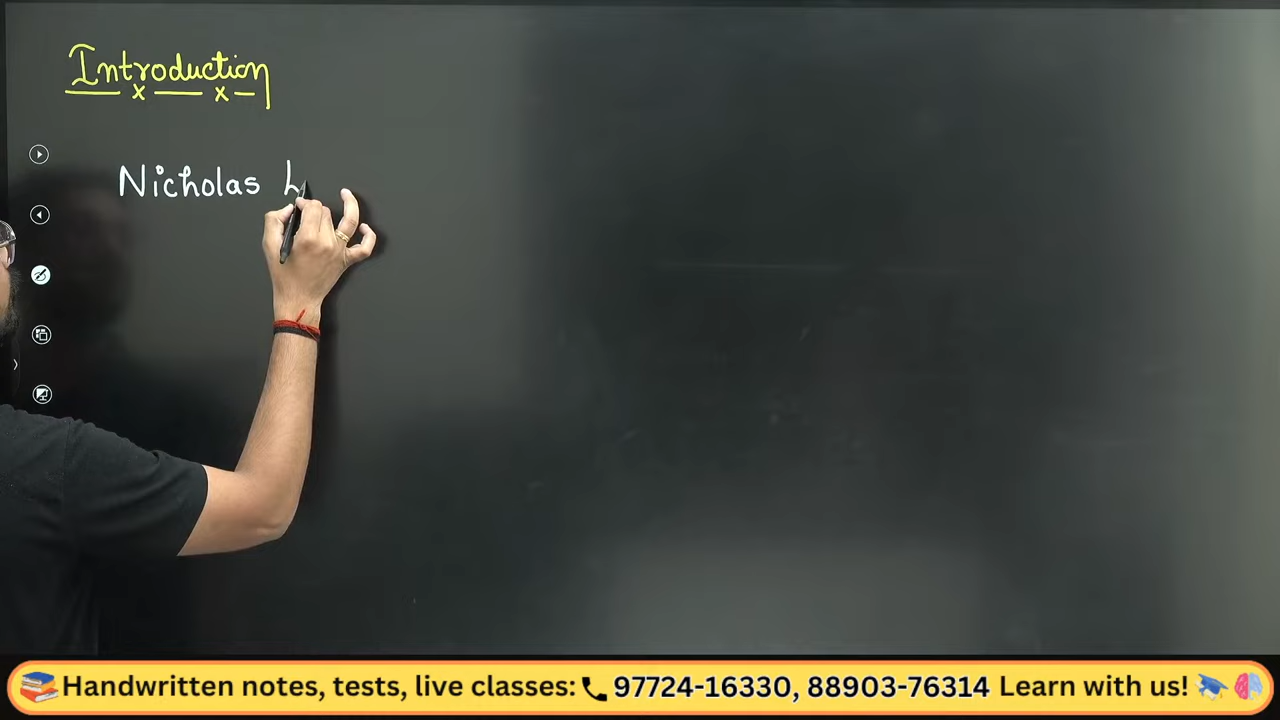 Introduction
Nicholas L
Handwritten notes, tests, live classes: 97724-16330, 88903-76314 Learn with us!